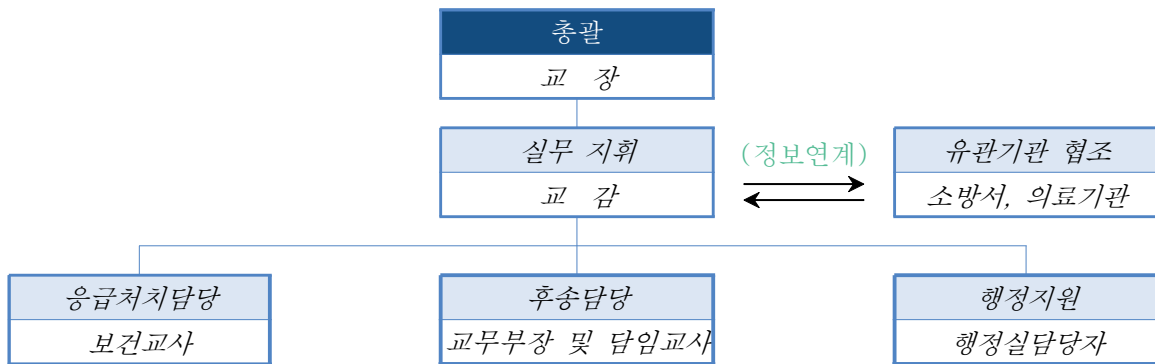 총괄
교 장
실무 지휘
교 감
(정보연계)
유관기관 협조
소방서, 의료기관
응급처치담당
보건교사
후송담당
교무부장 및 담임교사
행정지원
행정실담당자